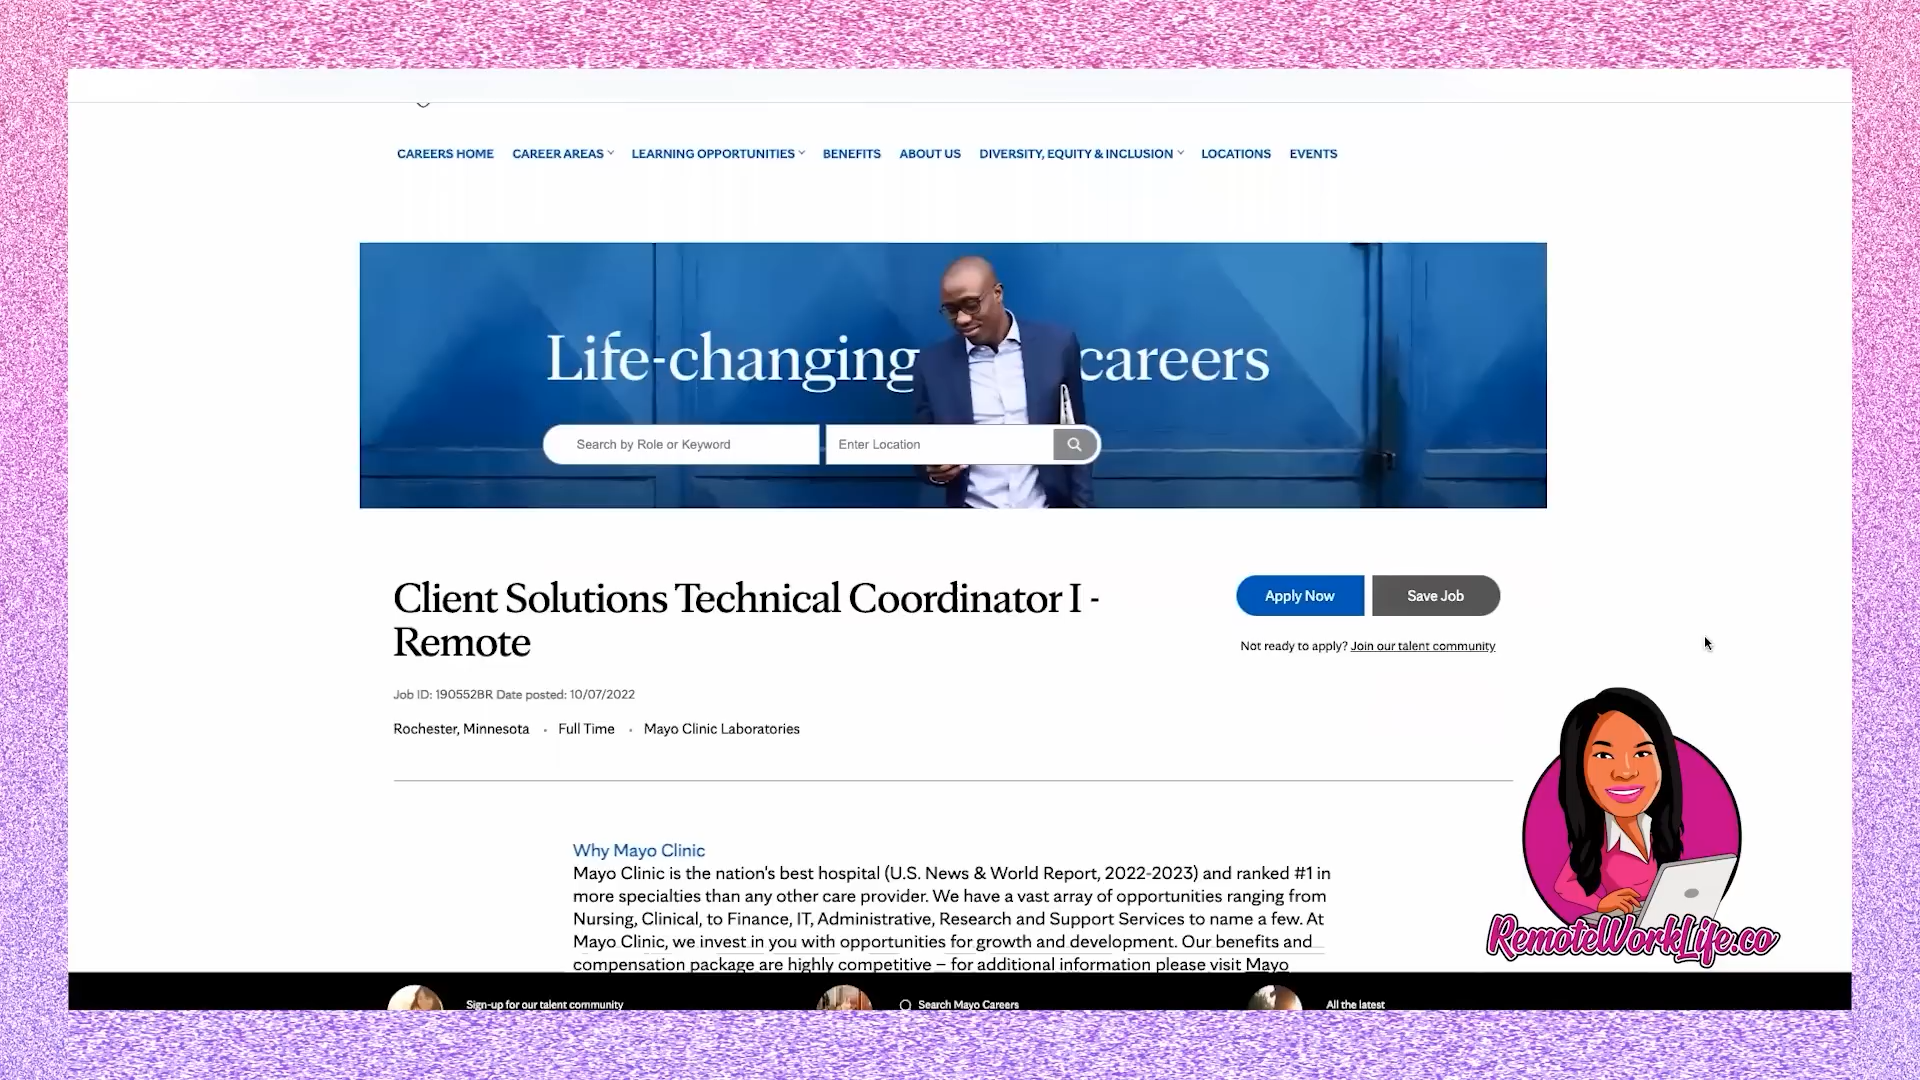 CAREERS HOME CAREER AREAS LEARNING OPPORTUNITIES BENEFITS ABOUT US DIVERSITY, EQUITY & INCLUSION LOCATIONS EVENTS
Life-changing careers
Search by Role or Keyword Enter Location
Client Solutions Technical Coordinator I -
Remote
Apply Now Save Job
Not ready to apply? Join our talent community
Job ID: 190552BR Date posted: 10/07/2022
Rochester, Minnesota • Full Time • Mayo Clinic Laboratories
Why Mayo Clinic
Mayo Clinic is the nation's best hospital (U.S. News & World Report, 2022-2023) and ranked #1 in
more specialties than any other care provider. We have a vast array of opportunities ranging from
Nursing, Clinical, to Finance, IT, Administrative, Research and Support Services to name a few. At
Mayo Clinic, we invest in you with opportunities for growth and development. Our benefits and
compensation package are highly competitive – for additional information please visit Mayo
RemoteWorkLife.co
Sign-up for our talent community Search Mayo Careers All the latest